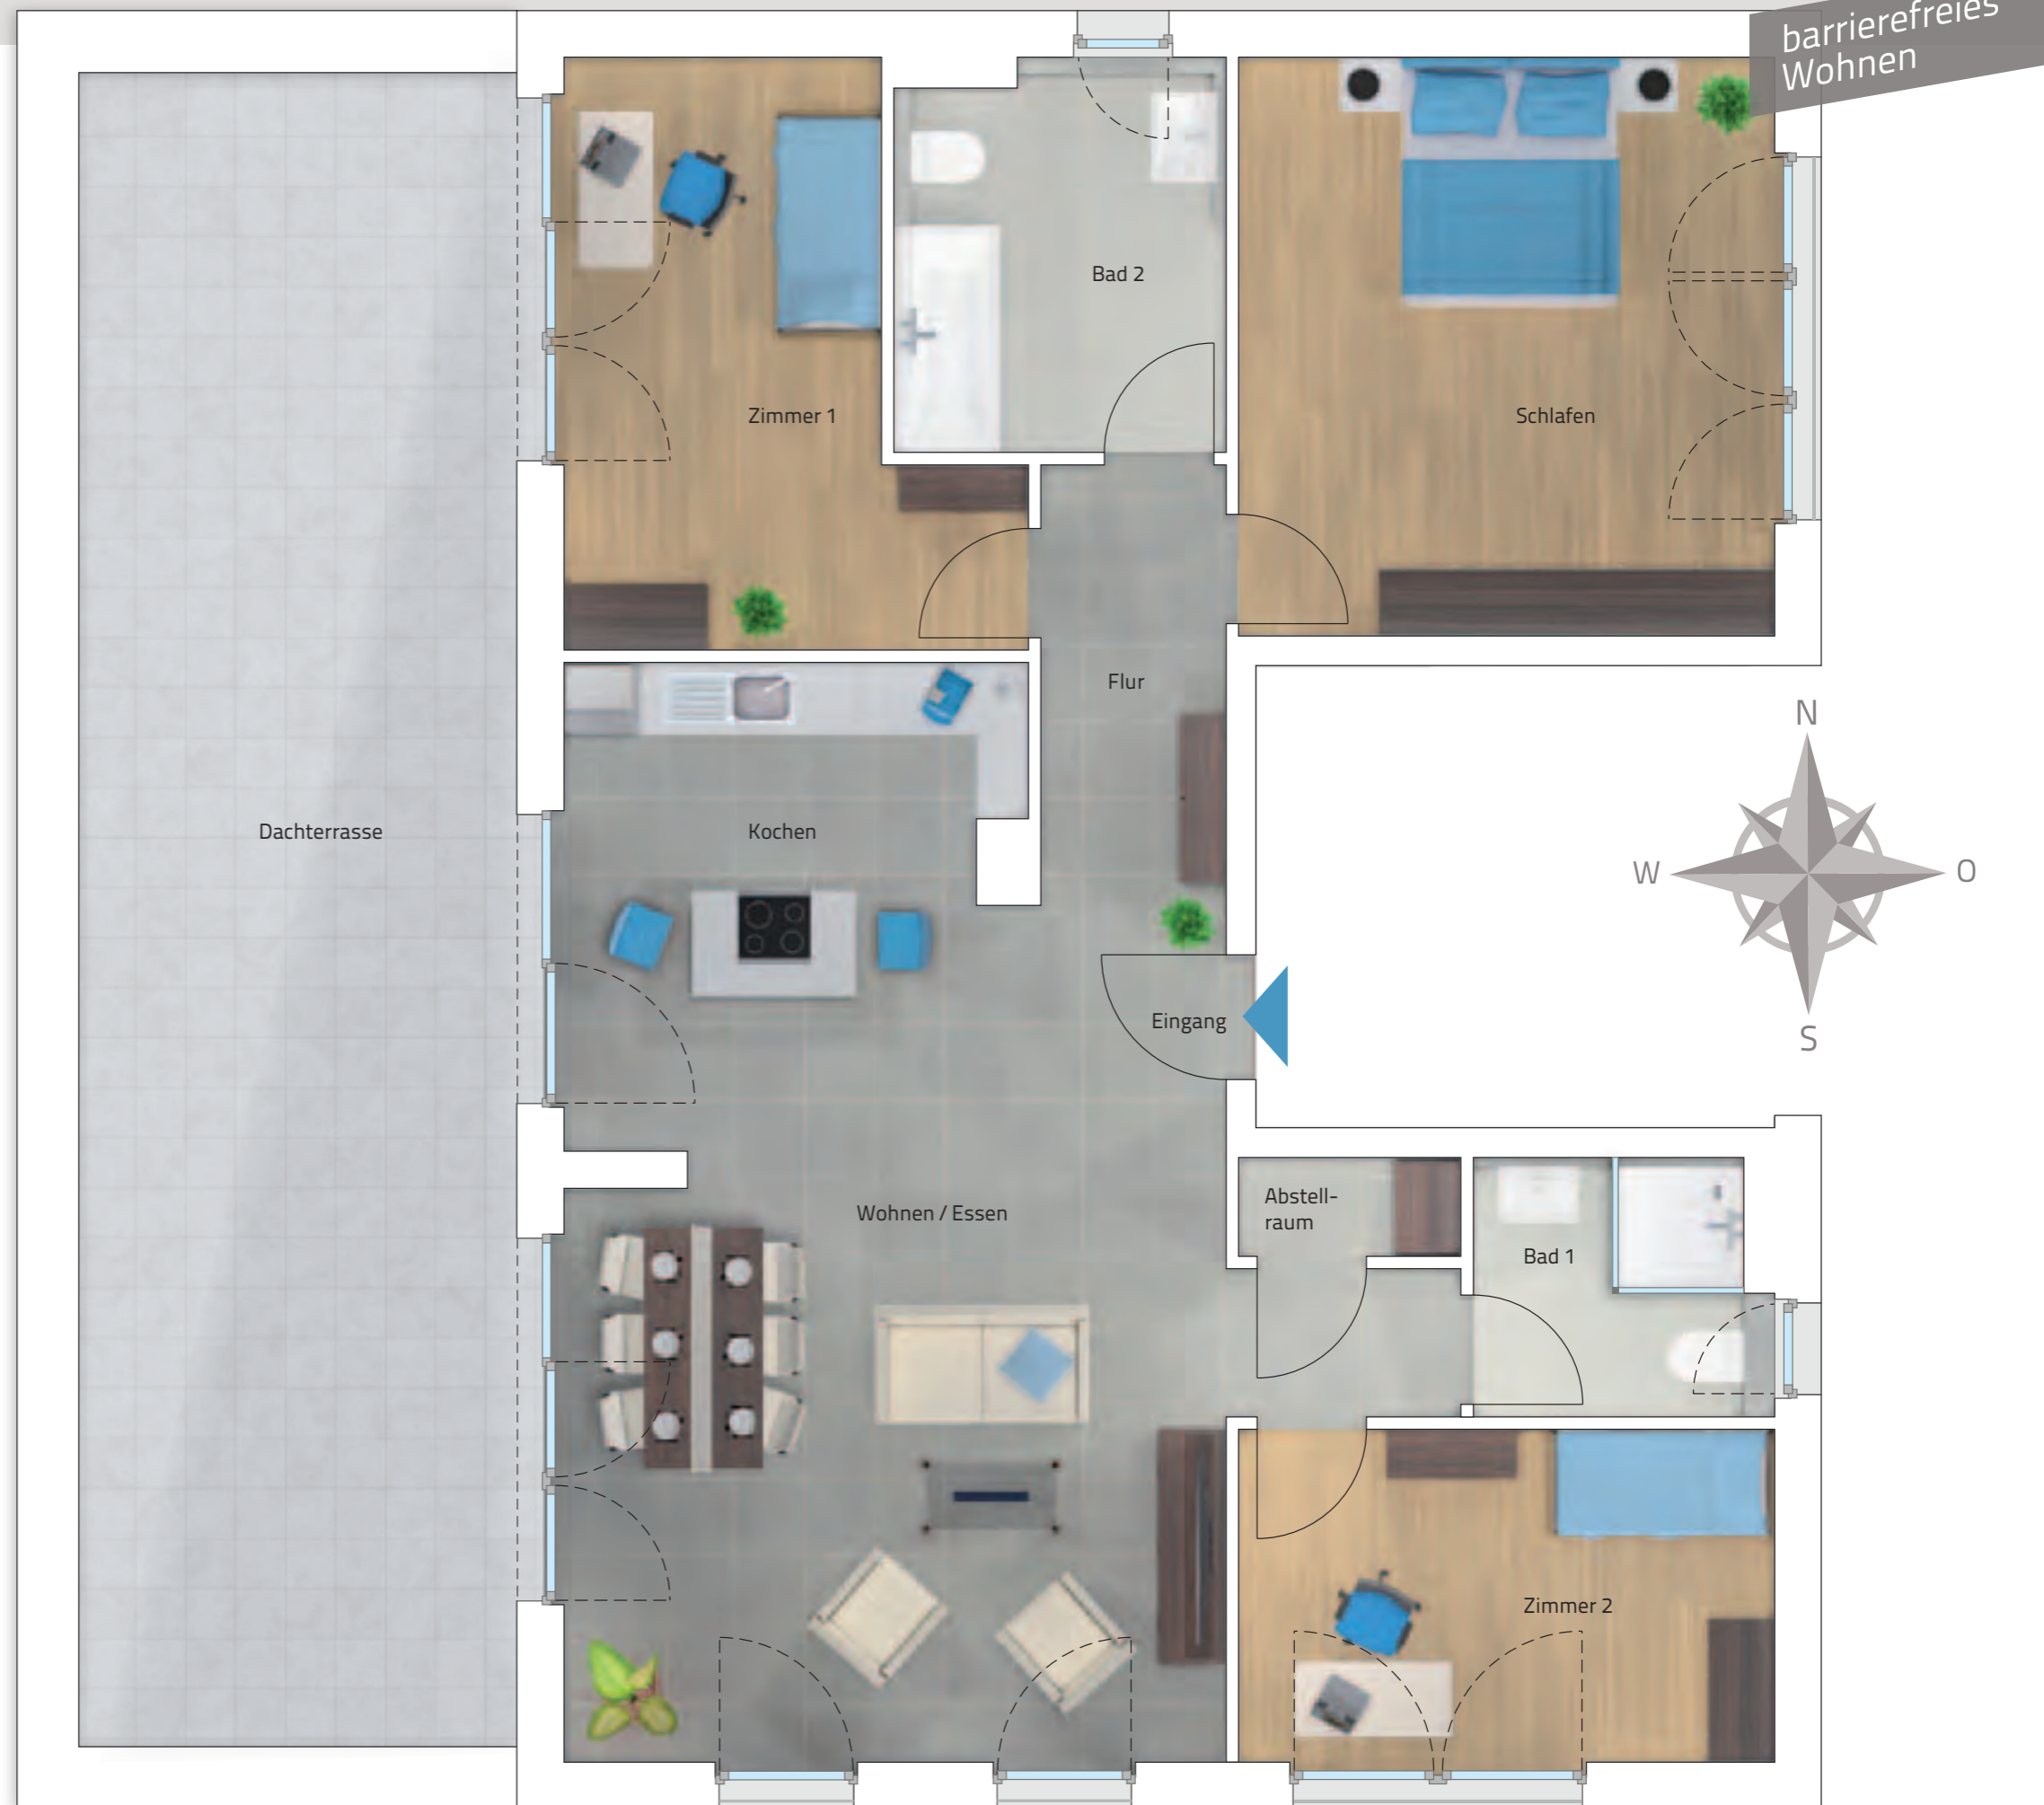 barrierefreies
Wohnen
Bad 2
Zimmer 1
Schlafen
Flur
N
Dachterrasse
Kochen
W
O
Eingang
S
Abstell-
raum
Wohnen / Essen
Bad 1
Zimmer 2